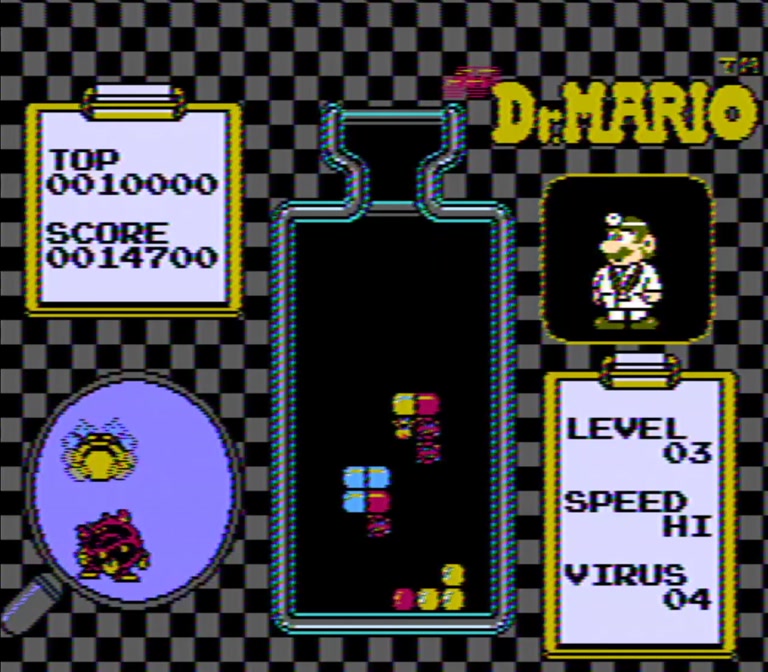 TM
Dr. MARIO
TOP
0010000
SCORE
0014700
LEVEL
03
SPEED
HI
VIRUS
04